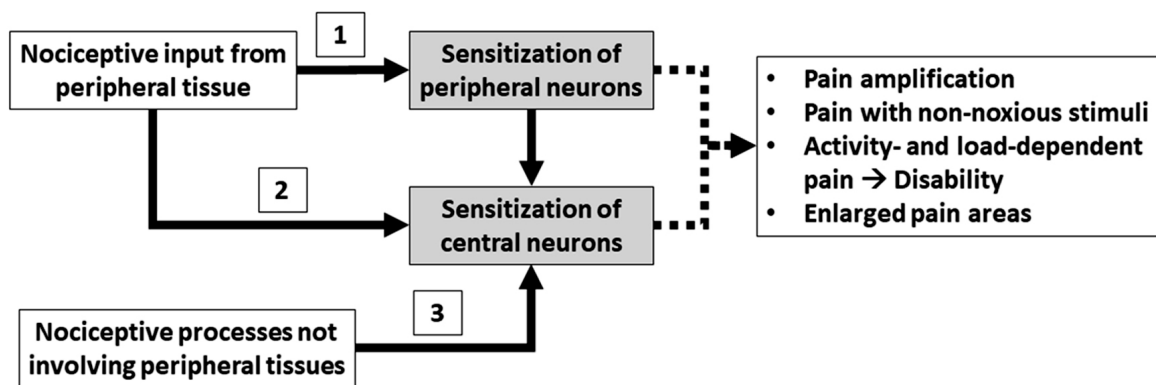 Nociceptive input from
peripheral tissue
1
Sensitization of
peripheral neurons
2
Sensitization of
central neurons
3
Nociceptive processes not
involving peripheral tissues
• Pain amplification
• Pain with non-noxious stimuli
• Activity- and load-dependent
pain → Disability
• Enlarged pain areas